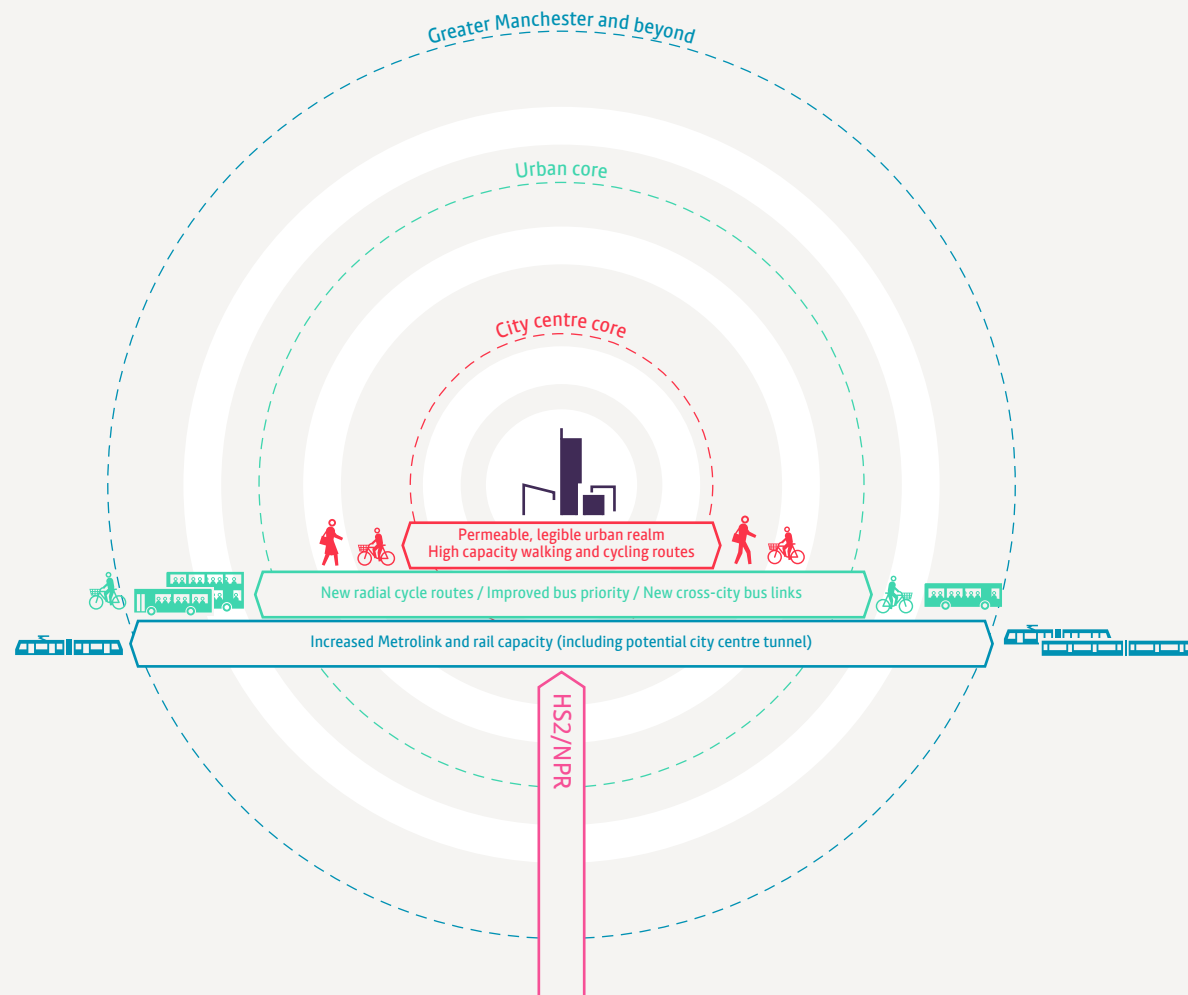 Greater Manchester and beyond
Urban core
City centre core
Permeable, legible urban realm
High capacity walking and cycling routes
New radial cycle routes / Improved bus priority / New cross-city bus links
Increased Metrolink and rail capacity (including potential city centre tunnel)
HS2/NPR